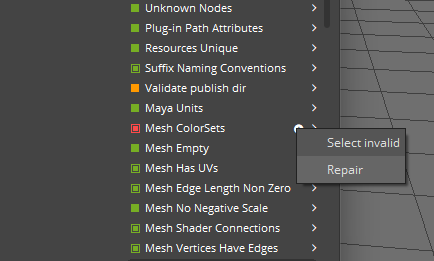 Unknown Nodes
Plug-in Path Attributes
Resources Unique
Suffix Naming Conventions
Validate publish dir
Maya Units
Mesh ColorSets
Select invalid
Mesh Empty
Repair
Mesh Has UVs
Mesh Edge Length Non Zero
Mesh No Negative Scale
Mesh Shader Connections
Mesh Vertices Have Edges